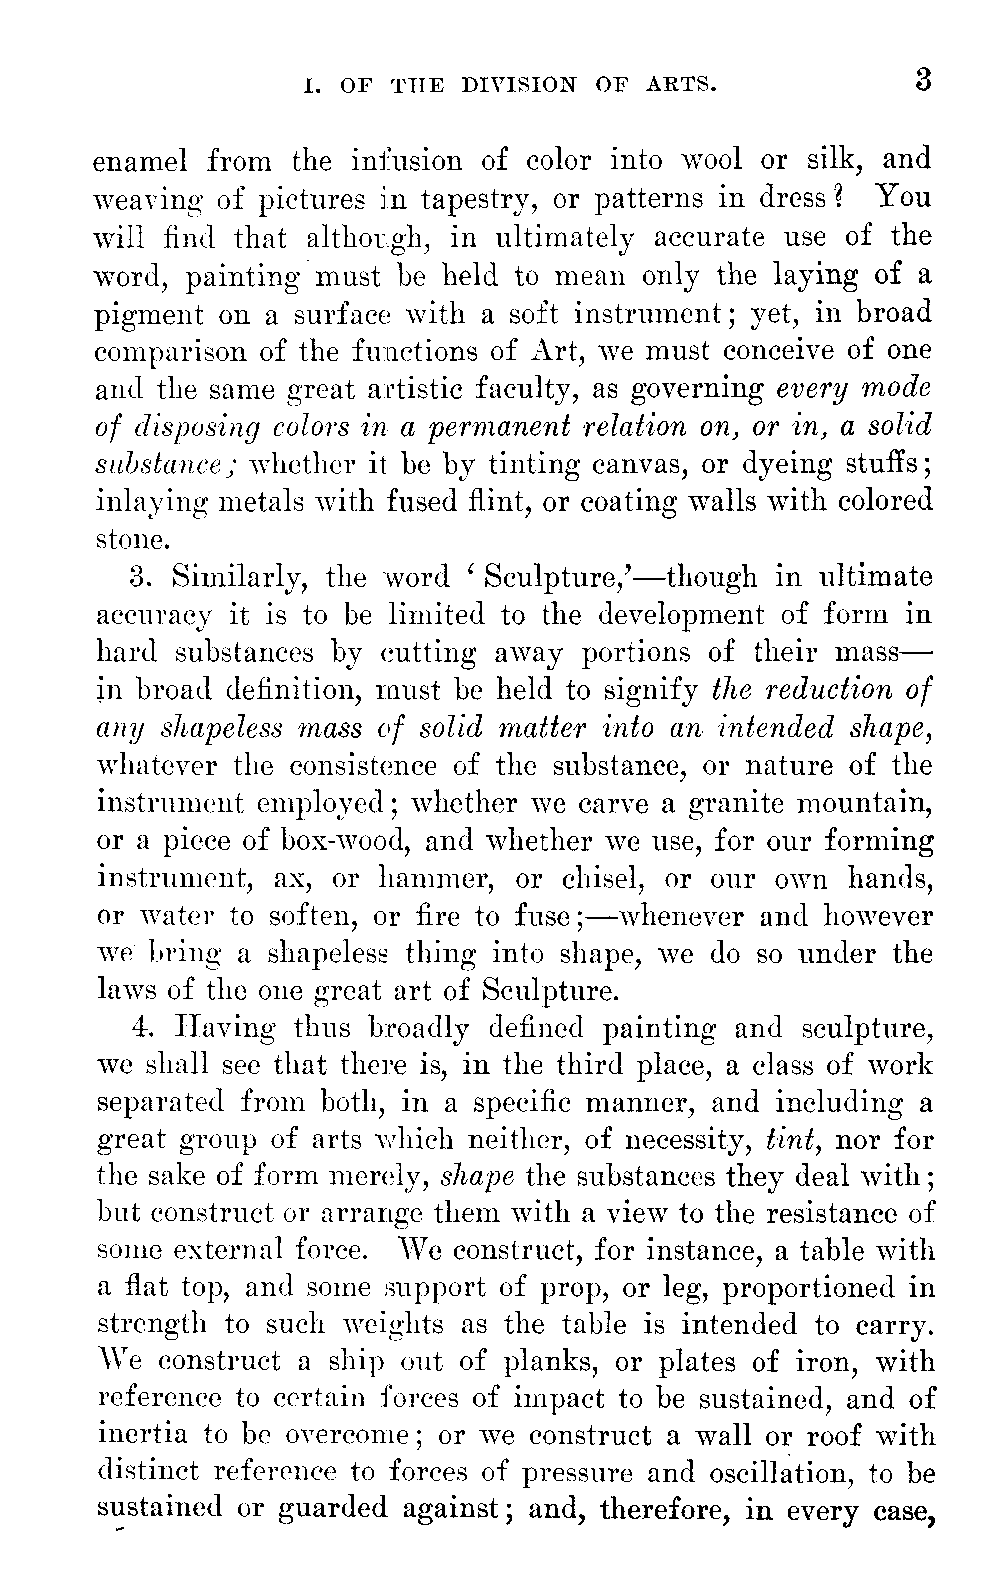 I. OF THE DIVISION OF ARTS. 3
enamel from the infusion of color into wool or silk, and
weaving of pictures in tapestry, or patterns in dress? You
will find that although, in ultimately accurate use of the
word, painting must be held to mean only the laying of a
pigment on a surface with a soft instrument; yet, in broad
comparison of the functions of Art, we must conceive of one
and the same great artistic faculty, as governing every mode
of disposing colors in a permanent relation on, or in, a solid
substance; whether it be by tinting canvas, or dyeing stuffs;
inlaying metals with fused flint, or coating walls with colored
stone.
3. Similarly, the word ‘Sculpture,’—though in ultimate
accuracy it is to be limited to the development of form in
hard substances by cutting away portions of their mass—
in broad definition, must be held to signify the reduction of
any shapeless mass of solid matter into an intended shape,
whatever the consistence of the substance, or nature of the
instrument employed; whether we carve a granite mountain,
or a piece of box-wood, and whether we use, for our forming
instrument, ax, or hammer, or chisel, or our own hands,
or water to soften, or fire to fuse;—whenever and however
we bring a shapeless thing into shape, we do so under the
laws of the one great art of Sculpture.
4. Having thus broadly defined painting and sculpture,
we shall see that there is, in the third place, a class of work
separated from both, in a specific manner, and including a
great group of arts which neither, of necessity, tint, nor for
the sake of form merely, shape the substances they deal with;
but construct or arrange them with a view to the resistance of
some external force. We construct, for instance, a table with
a flat top, and some support of prop, or leg, proportioned in
strength to such weights as the table is intended to carry.
We construct a ship out of planks, or plates of iron, with
reference to certain forces of impact to be sustained, and of
inertia to be overcome; or we construct a wall or roof with
distinct reference to forces of pressure and oscillation, to be
sustained or guarded against; and, therefore, in every case,